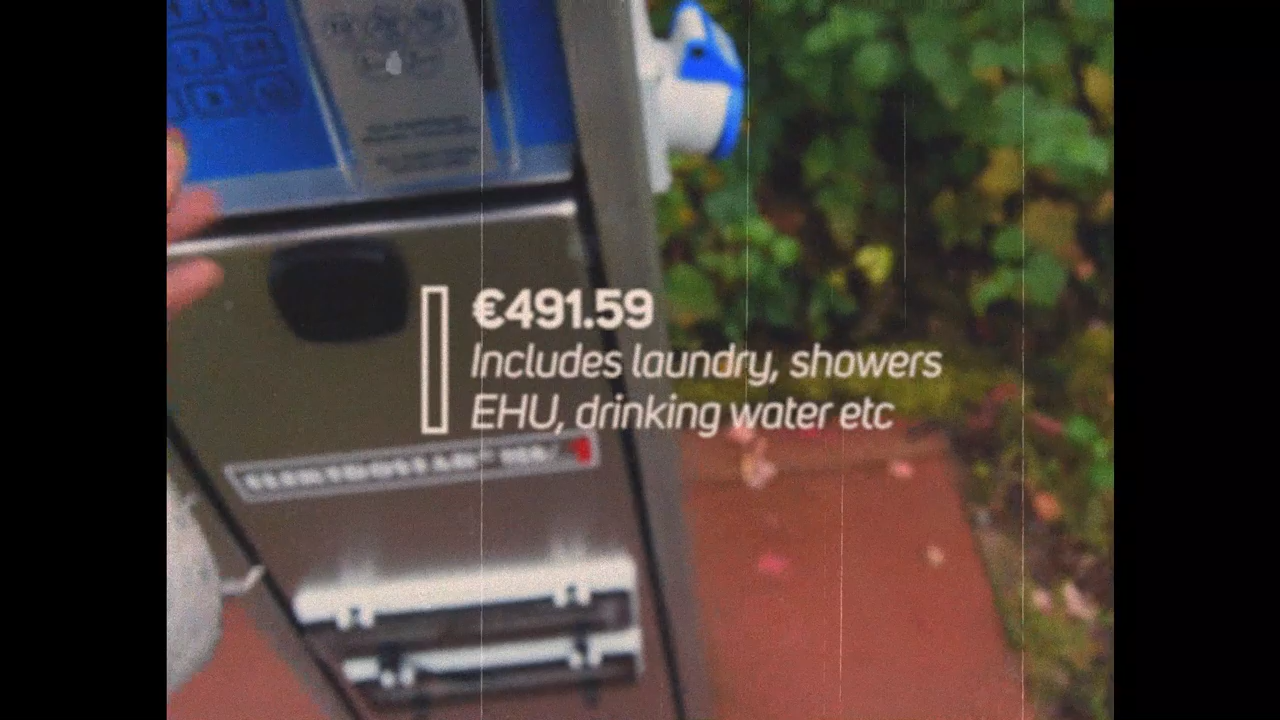 €491.59
Includes laundry, showers
EHU, drinking water etc